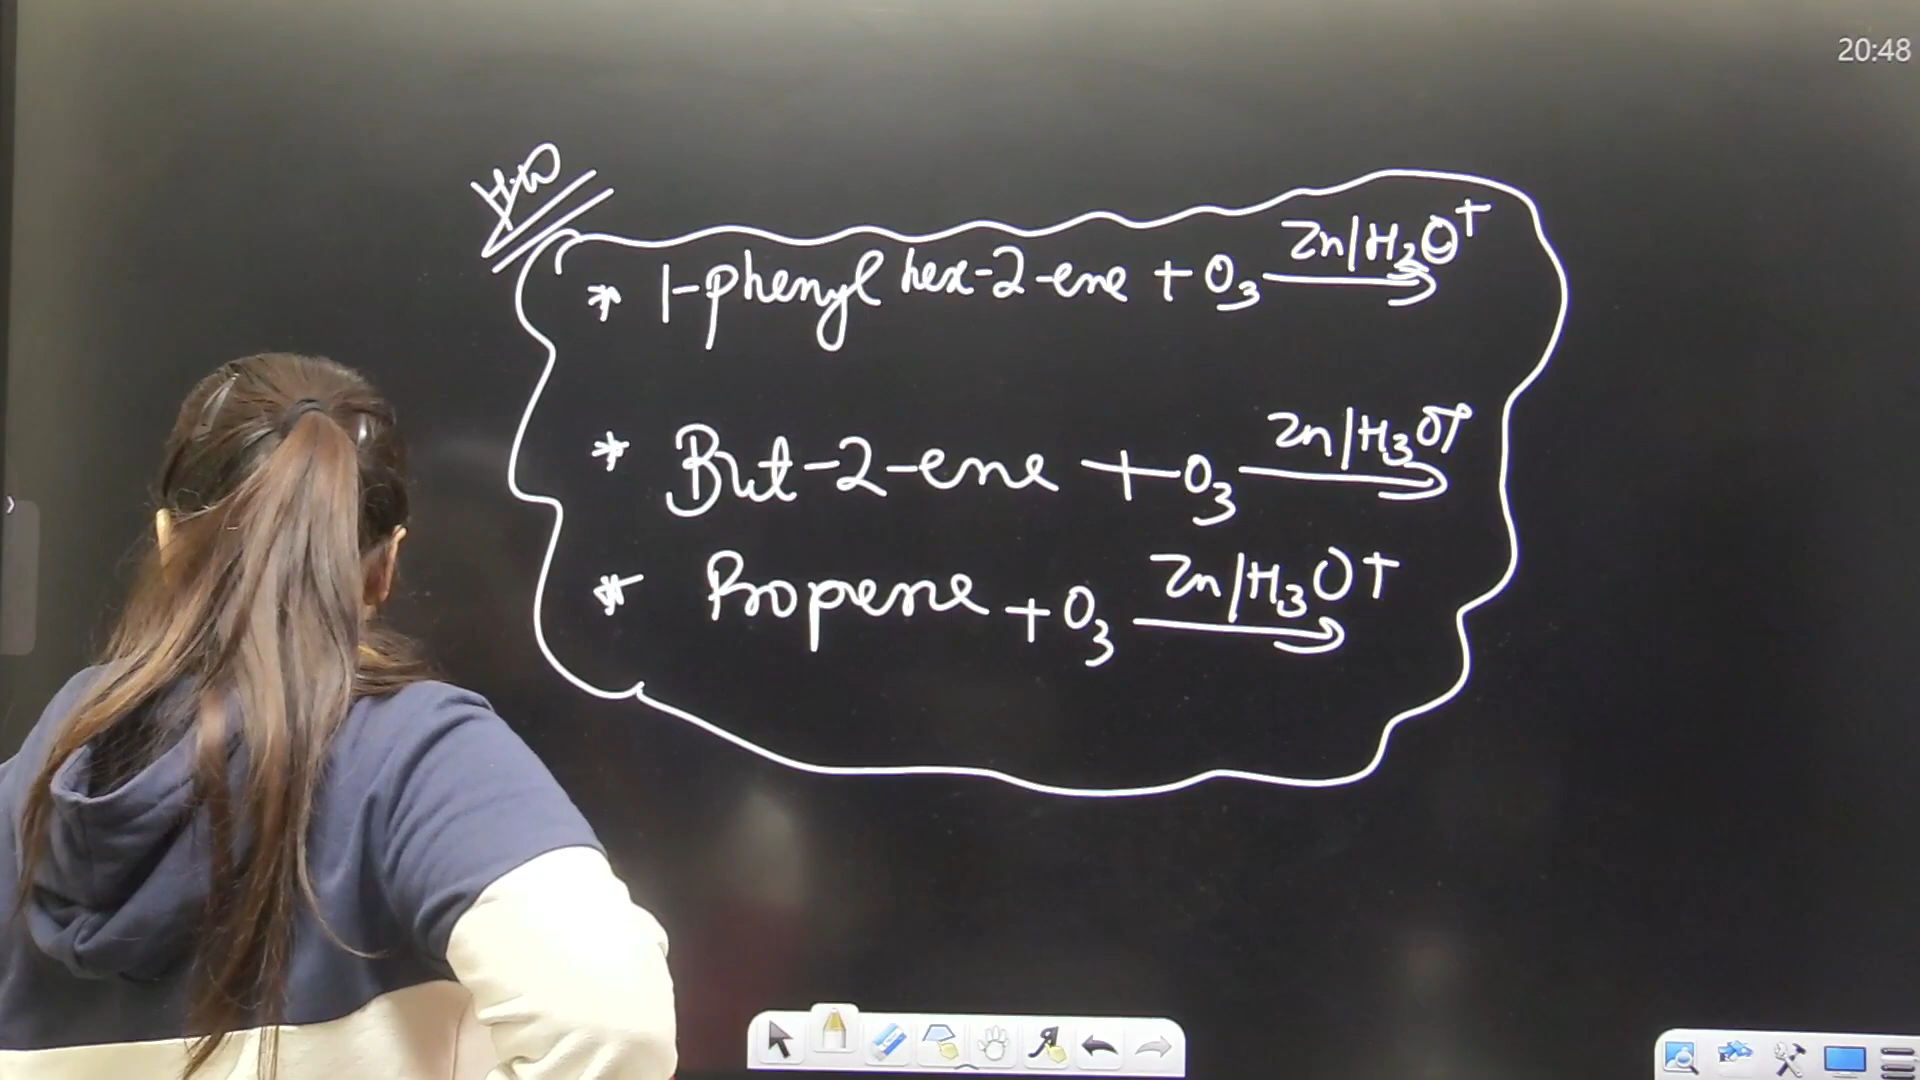 20:48
H.W
* 1-phenyl hex-2-ene + O3 Zn/H3O+
* But-2-ene + O3 Zn/H3O+
* Propene + O3 Zn/H3O+